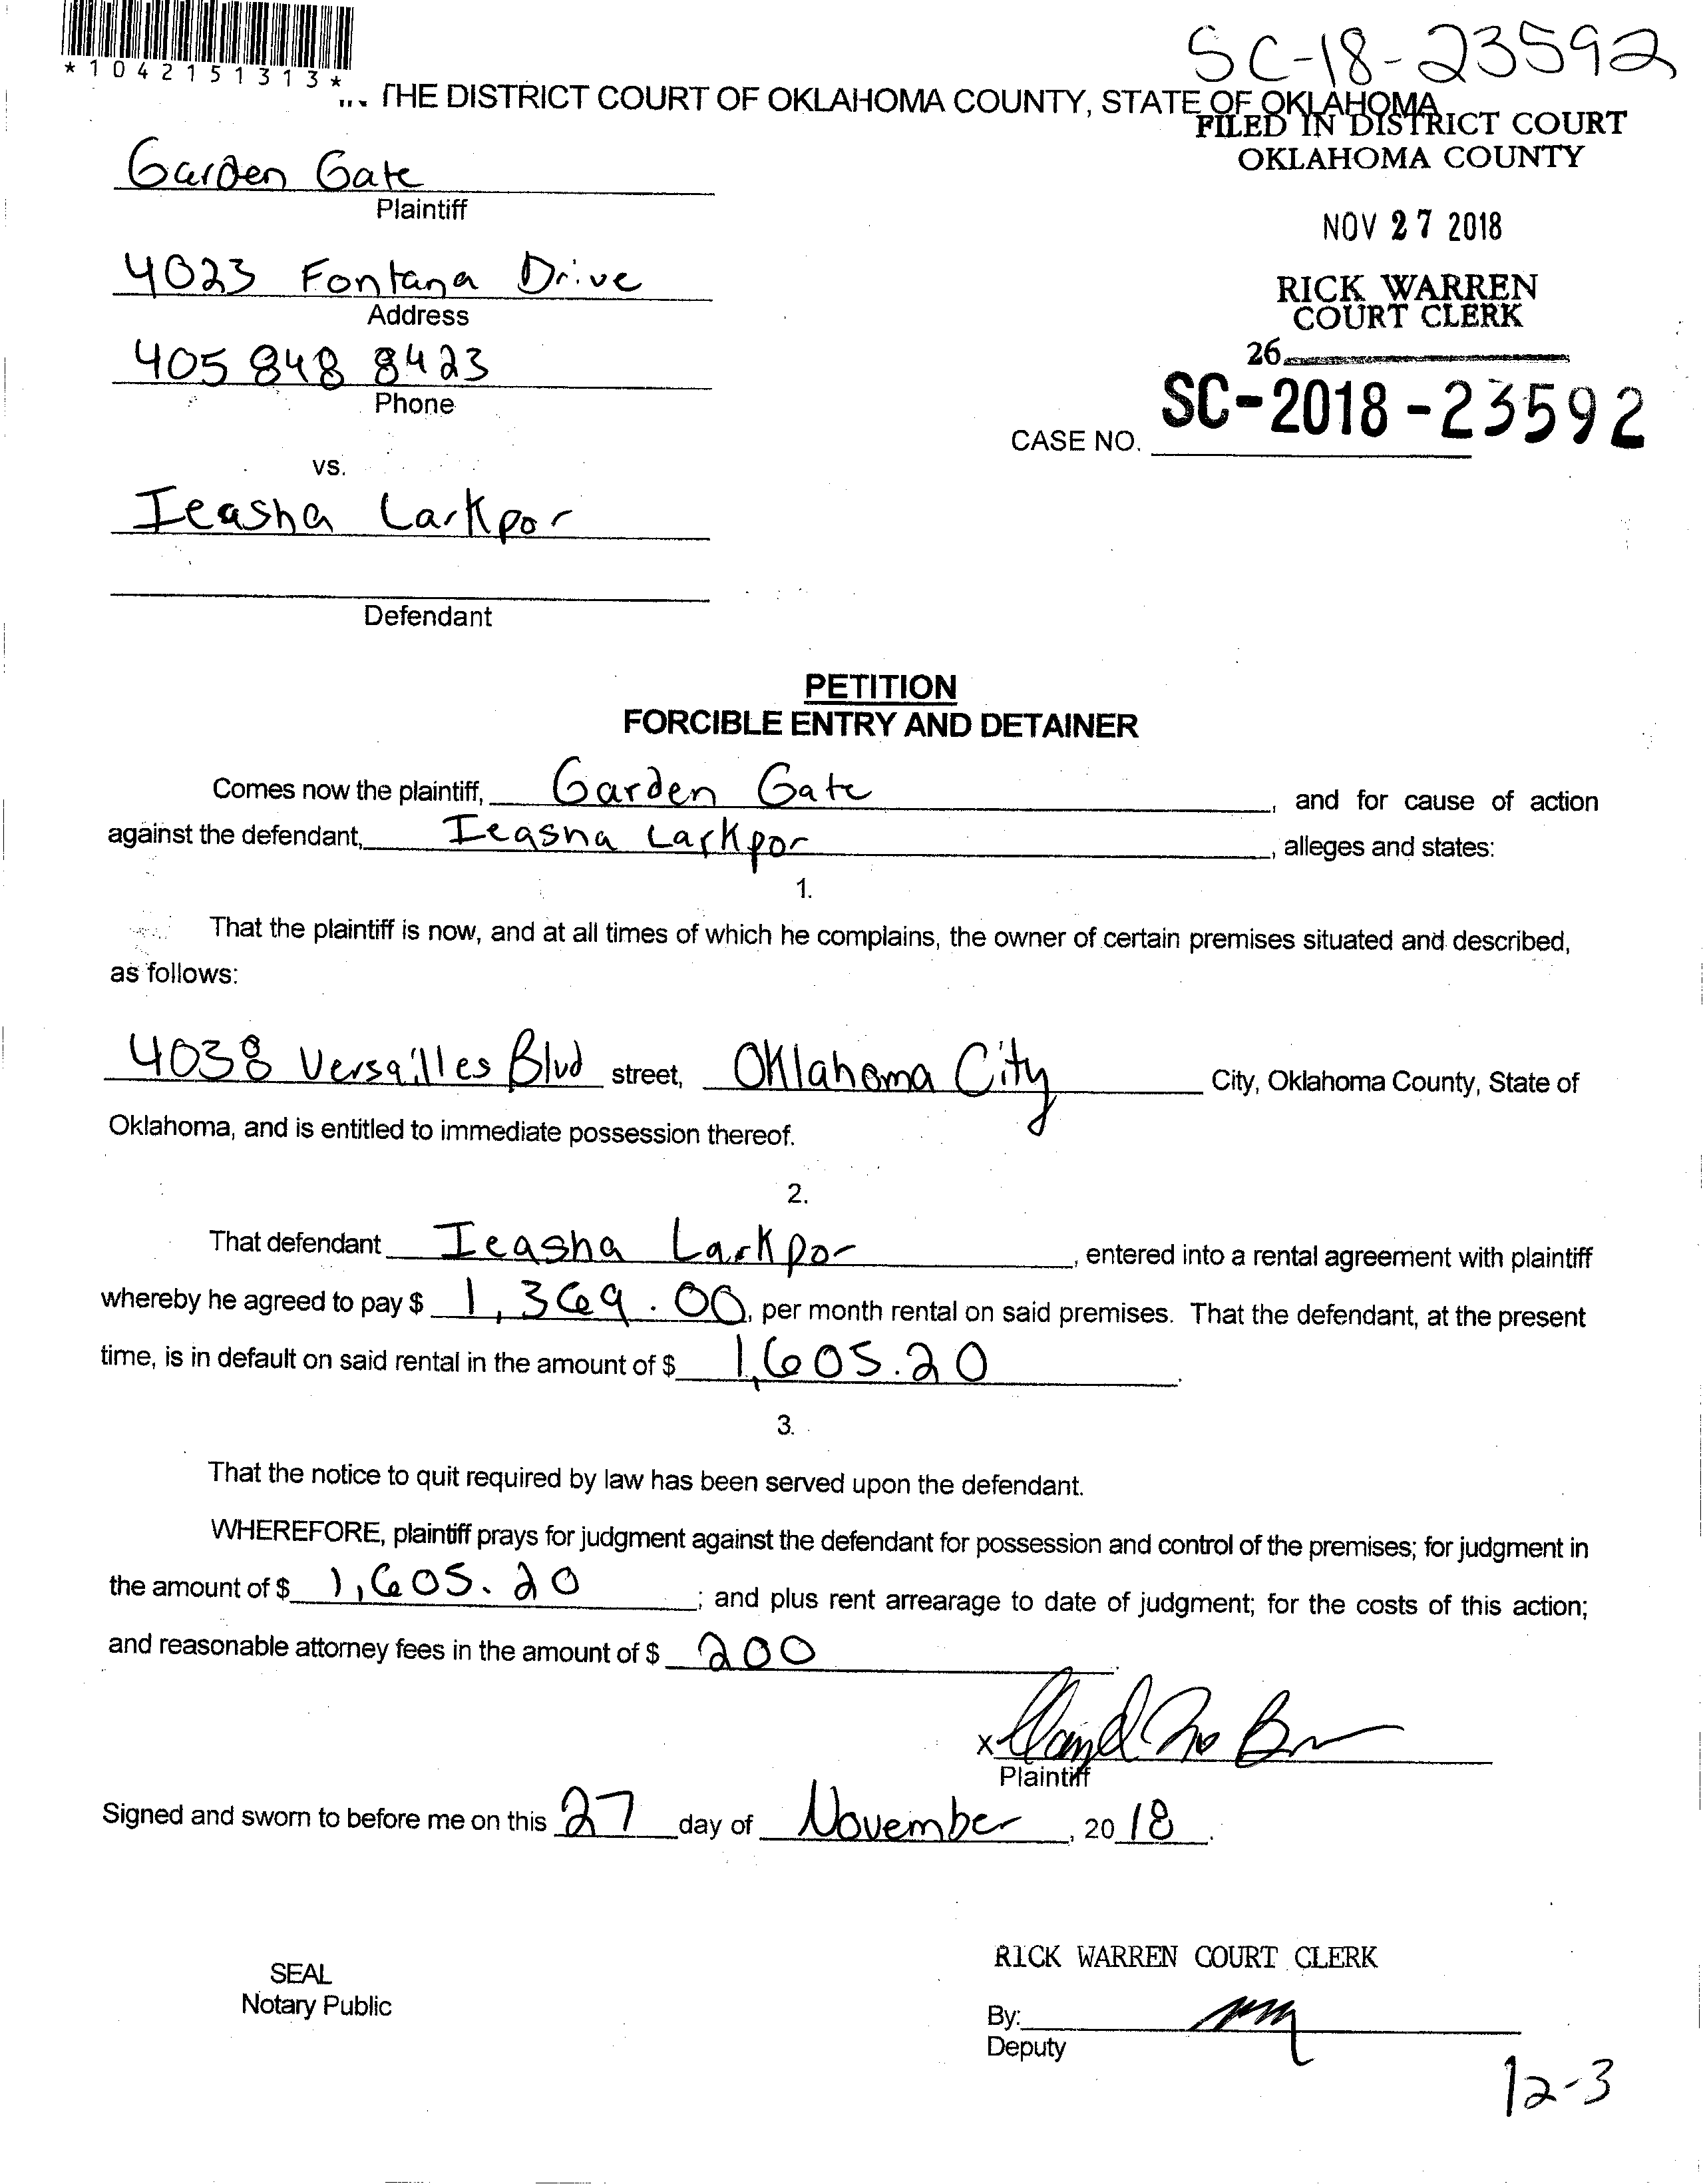 SC-18-23592
*1042151313*
THE DISTRICT COURT OF OKLAHOMA COUNTY, STATE OF OKLAHOMA
FILED IN DISTRICT COURT
OKLAHOMA COUNTY
Garden Gate
Plaintiff
NOV 27 2018
4023 Fontana Drive
Address
RICK WARREN
COURT CLERK
405 848 8423
Phone
26
CASE NO. SC-2018-23592
vs.
Ieasha Larkpor
Defendant
PETITION
FORCIBLE ENTRY AND DETAINER
Comes now the plaintiff, Garden Gate, and for cause of action
against the defendant, Ieasha Larkpor, alleges and states:
1.
That the plaintiff is now, and at all times of which he complains, the owner of certain premises situated and described,
as follows:
4038 Versailles Blvd street, Oklahoma City City, Oklahoma County, State of
Oklahoma, and is entitled to immediate possession thereof.
2.
That defendant Ieasha Larkpor, entered into a rental agreement with plaintiff
whereby he agreed to pay $ 1,369.00, per month rental on said premises. That the defendant, at the present
time, is in default on said rental in the amount of $ 1,605.20.
3.
That the notice to quit required by law has been served upon the defendant.
WHEREFORE, plaintiff prays for judgment against the defendant for possession and control of the premises; for judgment in
the amount of $ 1,605.20; and plus rent arrearage to date of judgment; for the costs of this action;
and reasonable attorney fees in the amount of $ 200.
X
Plaintiff
Signed and sworn to before me on this 27 day of November, 2018.
RICK WARREN COURT CLERK
SEAL
Notary Public
By:
Deputy
12-3